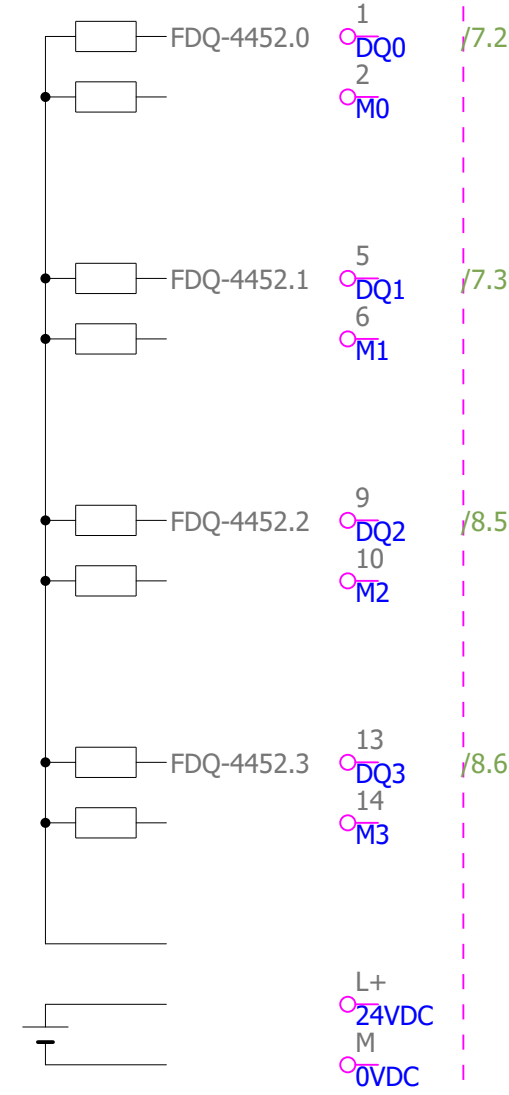 1
FDQ-4452.0 DQ0 /7.2
2
M0
5
FDQ-4452.1 DQ1 /7.3
6
M1
9
FDQ-4452.2 DQ2 /8.5
10
M2
13
FDQ-4452.3 DQ3 /8.6
14
M3
L+
24VDC
M
0VDC